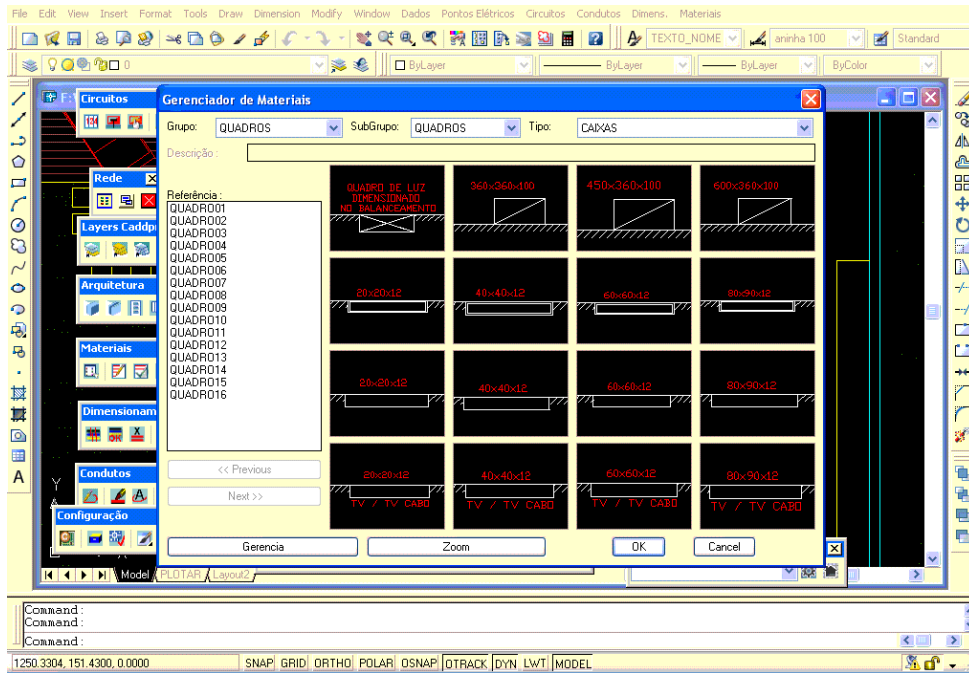 File Edit View Insert Format Tools Draw Dimension Modify Window Dados Pontos Elétricos Circuitos Condutos Dimens. Materiais
TEXTO_NOME aninha 100 Standard
0 ByLayer ByLayer ByLayer ByColor
F:\
Circuitos
Rede
Layers Caddp
Arquitetura
Materiais
Dimensionam
OK
Condutos
Configuração
Gerenciador de Materiais
Grupo: QUADROS SubGrupo: QUADROS Tipo: CAIXAS
Descrição :
Referência :
QUADRO01
QUADRO02
QUADRO03
QUADRO04
QUADRO05
QUADRO06
QUADRO07
QUADRO08
QUADRO09
QUADRO10
QUADRO11
QUADRO12
QUADRO13
QUADRO14
QUADRO15
QUADRO16
<< Previous
Next >>
QUADRO DE LUZ
DIMENSIONADO
NO BALANCEAMENTO
360x360x100
450x360x100
600x360x100
20x20x12
40x40x12
60x60x12
80x90x12
20x20x12
40x40x12
60x60x12
80x90x12
20x20x12
TV / TV CABO
40x40x12
TV / TV CABO
60x60x12
TV / TV CABO
80x90x12
TV / TV CABO
Gerencia Zoom OK Cancel
Y
X
Model PLOTAR Layout2
Command:
Command:
Command:
1250.3304, 151.4300, 0.0000 SNAP GRID ORTHO POLAR OSNAP OTRACK DYN LWT MODEL